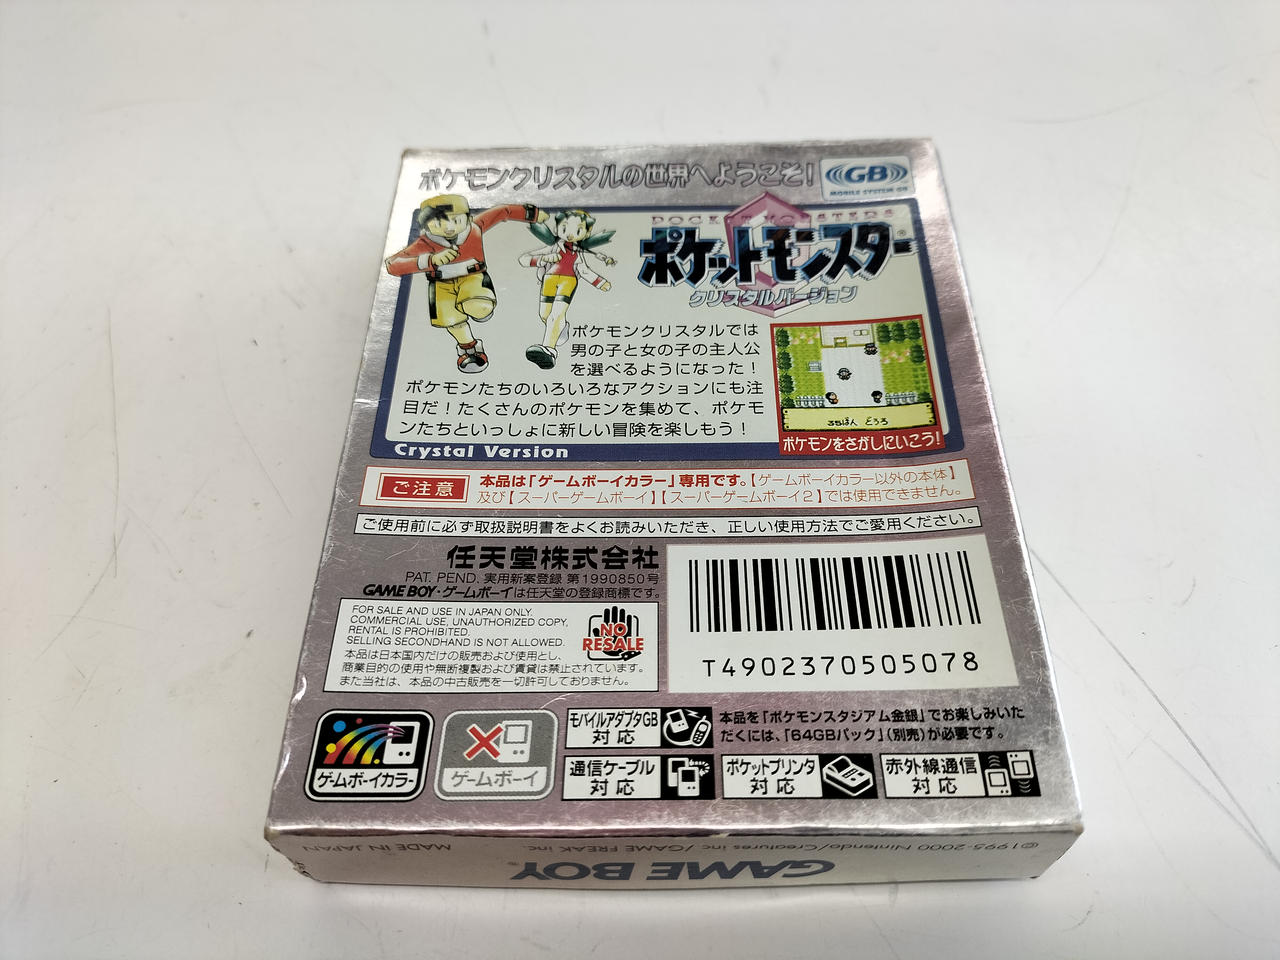 ポケモンクリスタルの世界へようこそ!
GB
MOBILE SYSTEM GB
POCKET MONSTERS
ポケットモンスター®
クリスタルバージョン
ポケモンクリスタルでは
男の子と女の子の主人公
を選べるようになった!
ポケモンたちのいろいろなアクションにも注
目だ!たくさんのポケモンを集めて、ポケモ
ンたちといっしょに新しい冒険を楽しもう!
35ばん どうろ
ポケモンをさがしにいこう!
Crystal Version
ご注意
本品は「ゲームボーイカラー」専用です。【ゲームボーイカラー以外の本体】
及び【スーパーゲームボーイ】【スーパーゲームボーイ2】では使用できません。
ご使用前に必ず取扱説明書をよくお読みいただき、正しい使用方法でご愛用ください。
任天堂株式会社
PAT. PEND. 実用新案登録 第1990850号
GAME BOY・ゲームボーイは任天堂の登録商標です。
FOR SALE AND USE IN JAPAN ONLY.
COMMERCIAL USE, UNAUTHORIZED COPY,
RENTAL IS PROHIBITED.
SELLING SECONDHAND IS NOT ALLOWED.
NO
RESALE
本品は日本国内だけの販売および使用とし、
商業目的の使用や無断複製および賃貸は禁止されています。
また当社は、本品の中古販売を一切許可しておりません。
T4902370505078
ゲームボーイカラー
ゲームボーイ
モバイルアダプタGB
対応
本品を「ポケモンスタジアム金銀」でお楽しみいた
だくには、「64GBパック」(別売)が必要です。
通信ケーブル
対応
ポケットプリンタ
対応
赤外線通信
対応
©1995-2000 Nintendo/Creatures inc./GAME FREAK inc.
MADE IN JAPAN
GAME BOY™